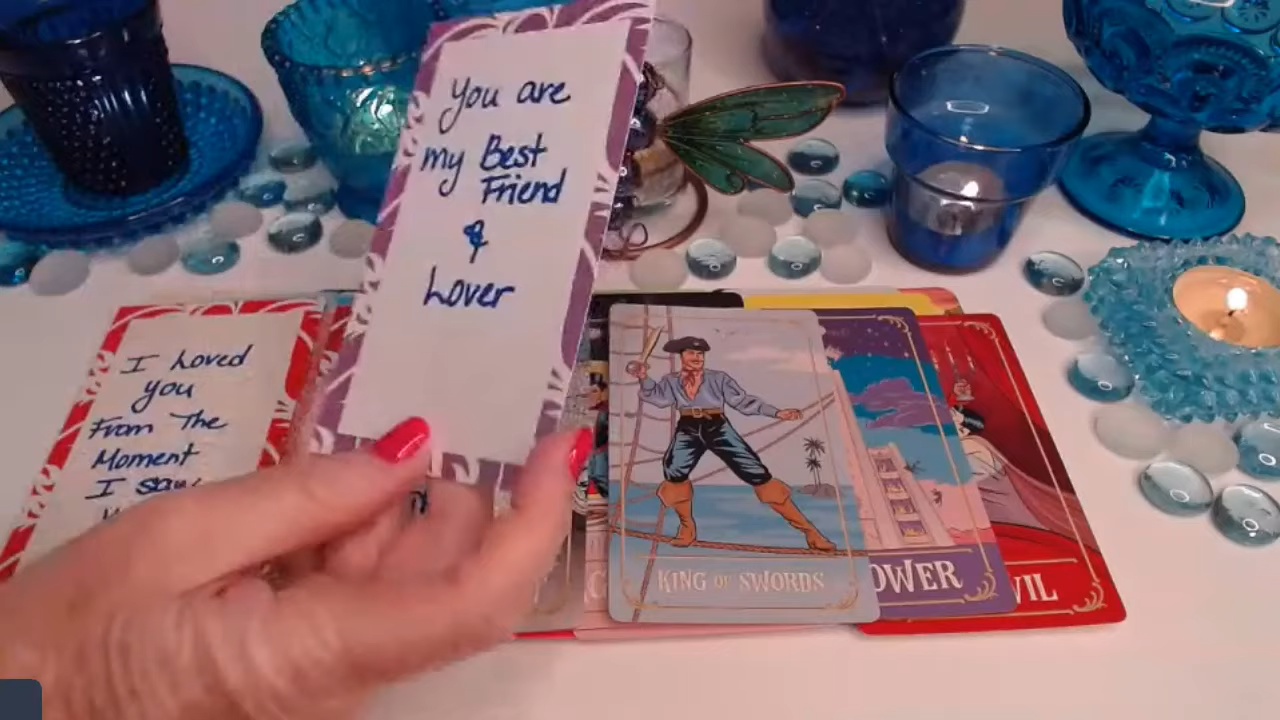 You are
my Best
Friend
&
Lover
I Loved
you
From The
Moment
I saw
KING OF SWORDS
OWER
VIL